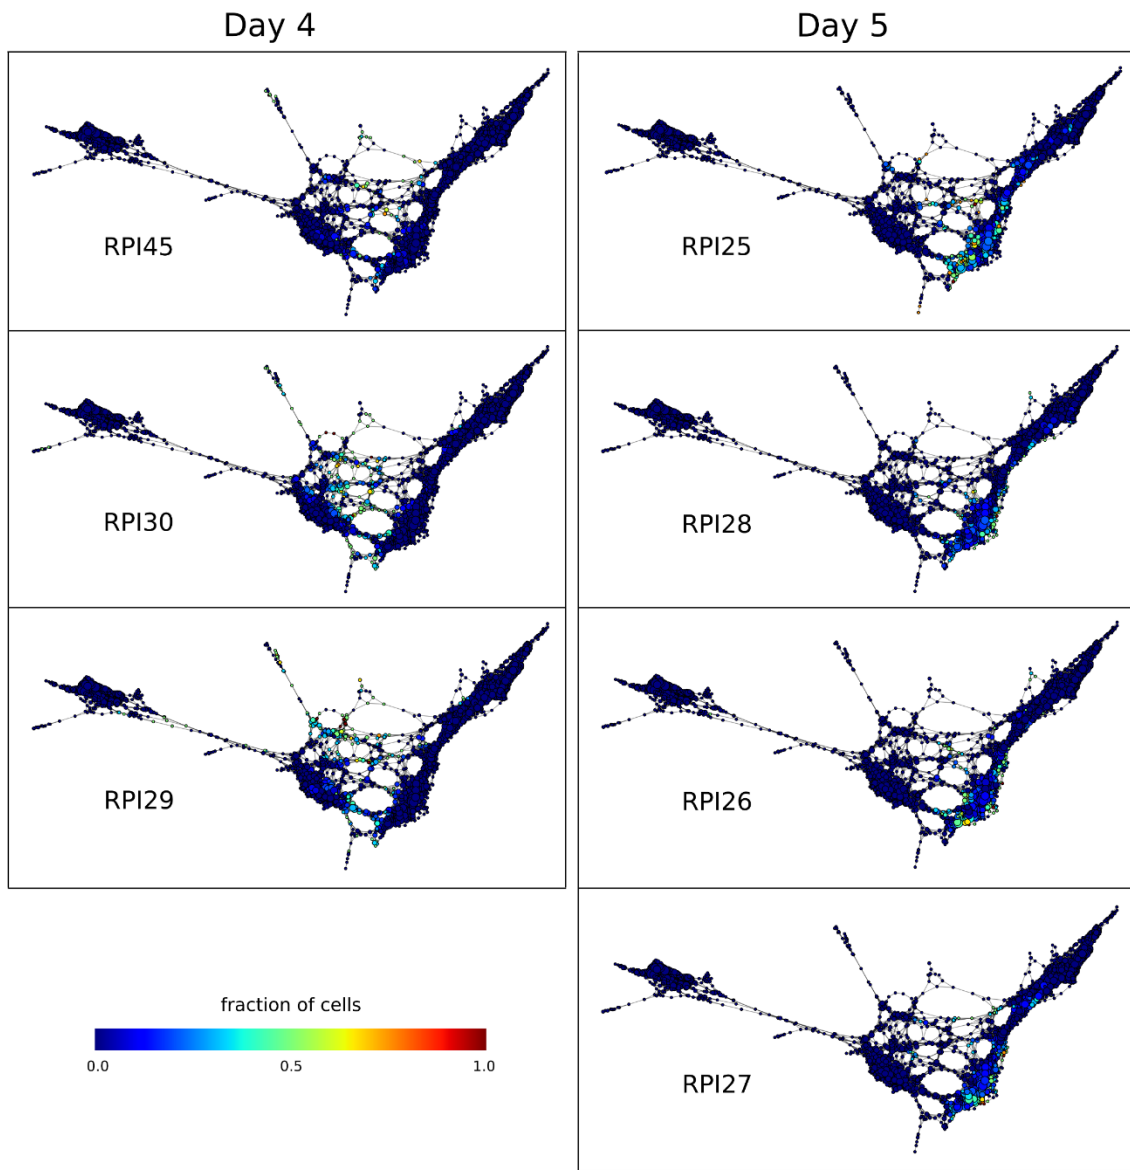 Day 4
Day 5
RPI45
RPI25
RPI30
RPI28
RPI29
RPI26
fraction of cells
0.0 0.5 1.0
RPI27